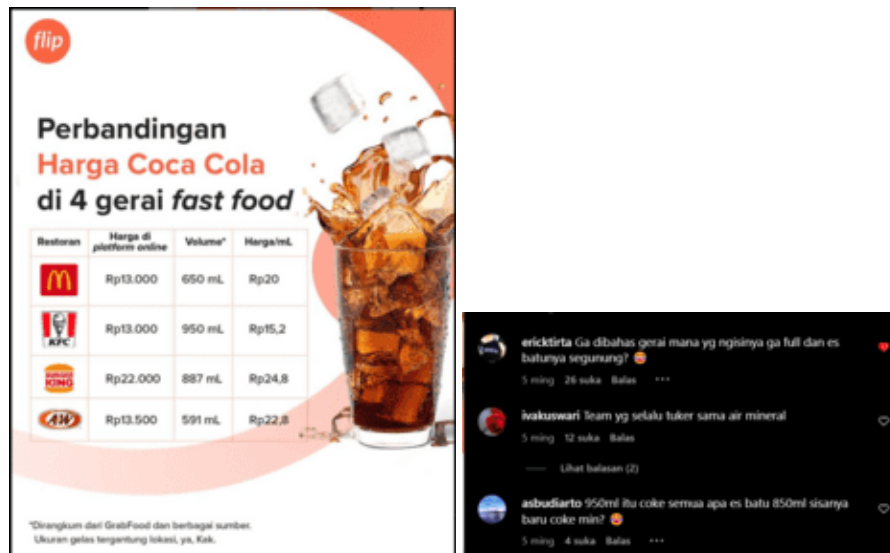 flip
Perbandingan
Harga Coca Cola
di 4 gerai fast food
Restoran Harga di platform online Volume* Harga/mL
Rp13.000 650 mL Rp20
KFC Rp13.000 950 mL Rp15,2
BURGER KING Rp22.000 887 mL Rp24,8
A&W Rp13.500 591 mL Rp22,8
*Dirangkum dari GrabFood dan berbagai sumber.
Ukuran gelas tergantung lokasi, ya, Kak.
ericktirta Ga dibahas gerai mana yg ngisinya ga full dan es
batunya segunung?
5 ming 26 suka Balas
ivakuswari Team yg selalu tuker sama air mineral
5 ming 12 suka Balas
Lihat balasan (2)
asbudiarto 950ml itu coke semua apa es batu 850ml sisanya
baru coke min?
5 ming 4 suka Balas